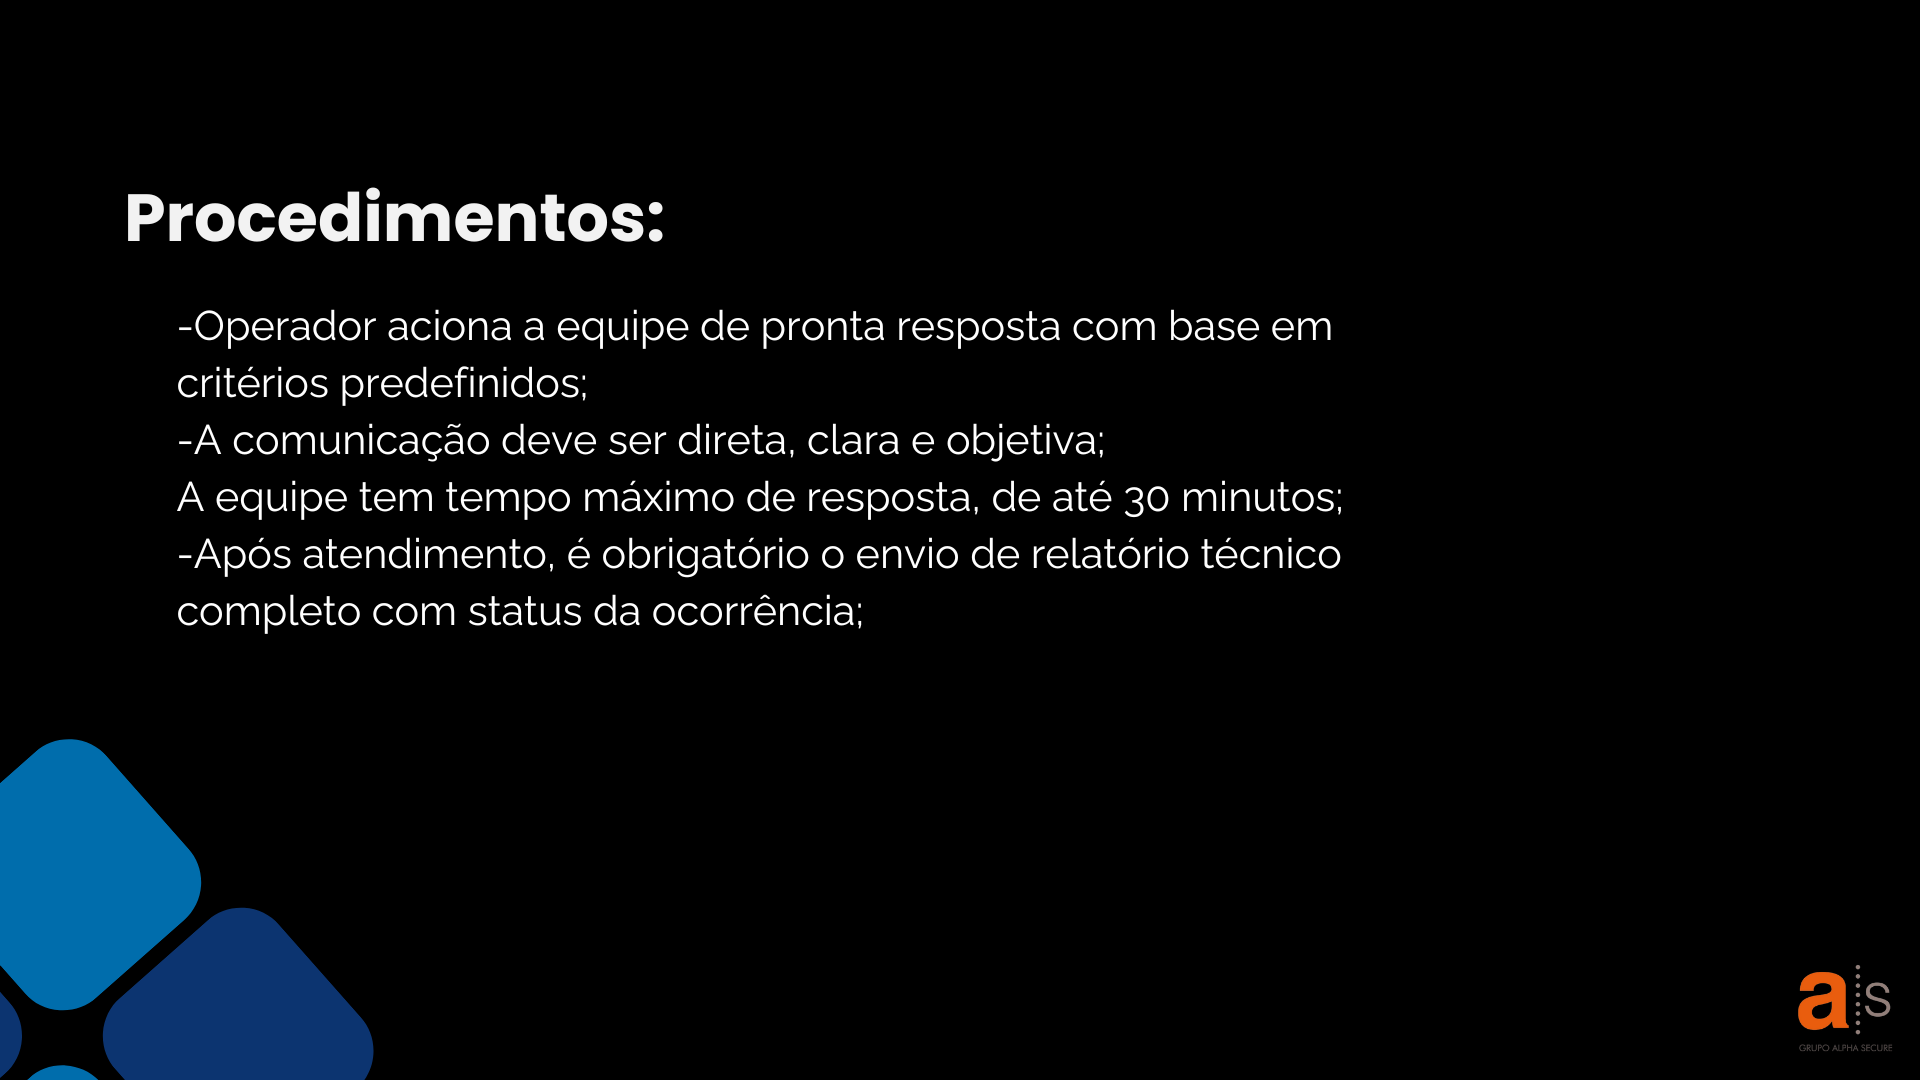 Procedimentos:
-Operador aciona a equipe de pronta resposta com base em
critérios predefinidos;
-A comunicação deve ser direta, clara e objetiva;
A equipe tem tempo máximo de resposta, de até 30 minutos;
-Após atendimento, é obrigatório o envio de relatório técnico
completo com status da ocorrência;
a s
GRUPO ALPHA SECURE